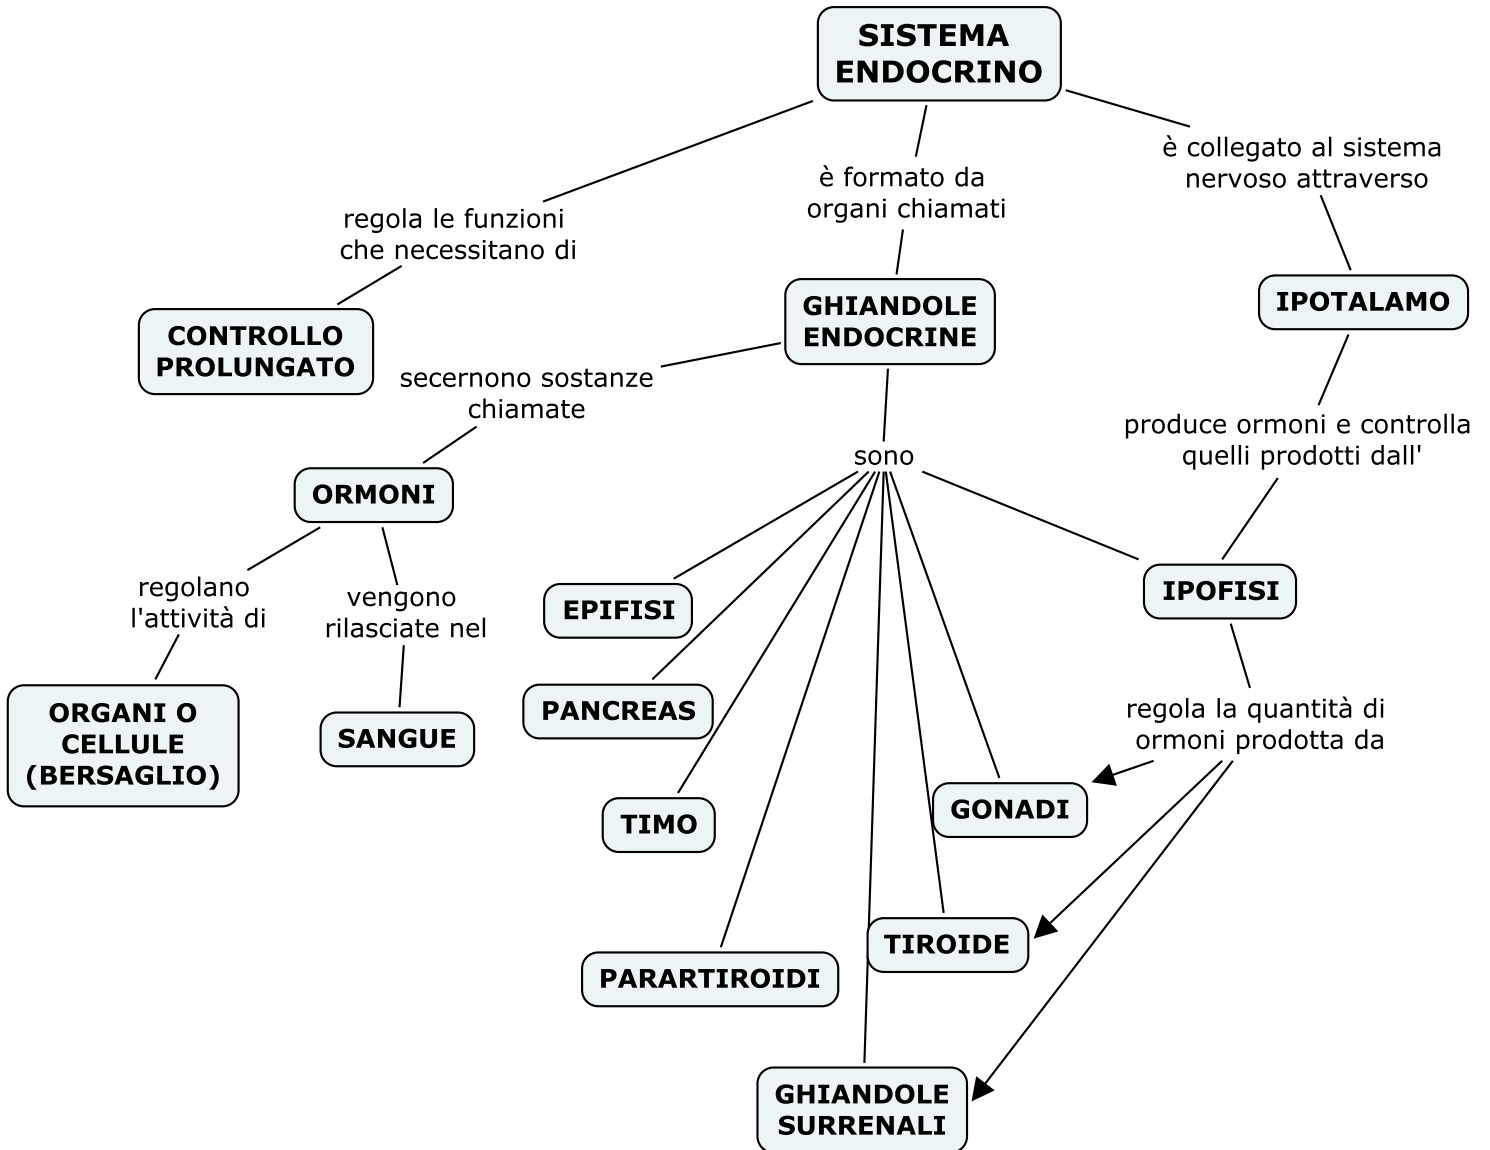 SISTEMA
ENDOCRINO
regola le funzioni
che necessitano di
è formato da
organi chiamati
è collegato al sistema
nervoso attraverso
CONTROLLO
PROLUNGATO
GHIANDOLE
ENDOCRINE
IPOTALAMO
secernono sostanze
chiamate
produce ormoni e controlla
quelli prodotti dall'
sono
ORMONI
regolano
l'attività di
vengono
rilasciate nel
EPIFISI
IPOFISI
ORGANI O
CELLULE
(BERSAGLIO)
SANGUE
PANCREAS
regola la quantità di
ormoni prodotta da
TIMO
GONADI
TIROIDE
PARARTIROIDI
GHIANDOLE
SURRENALI